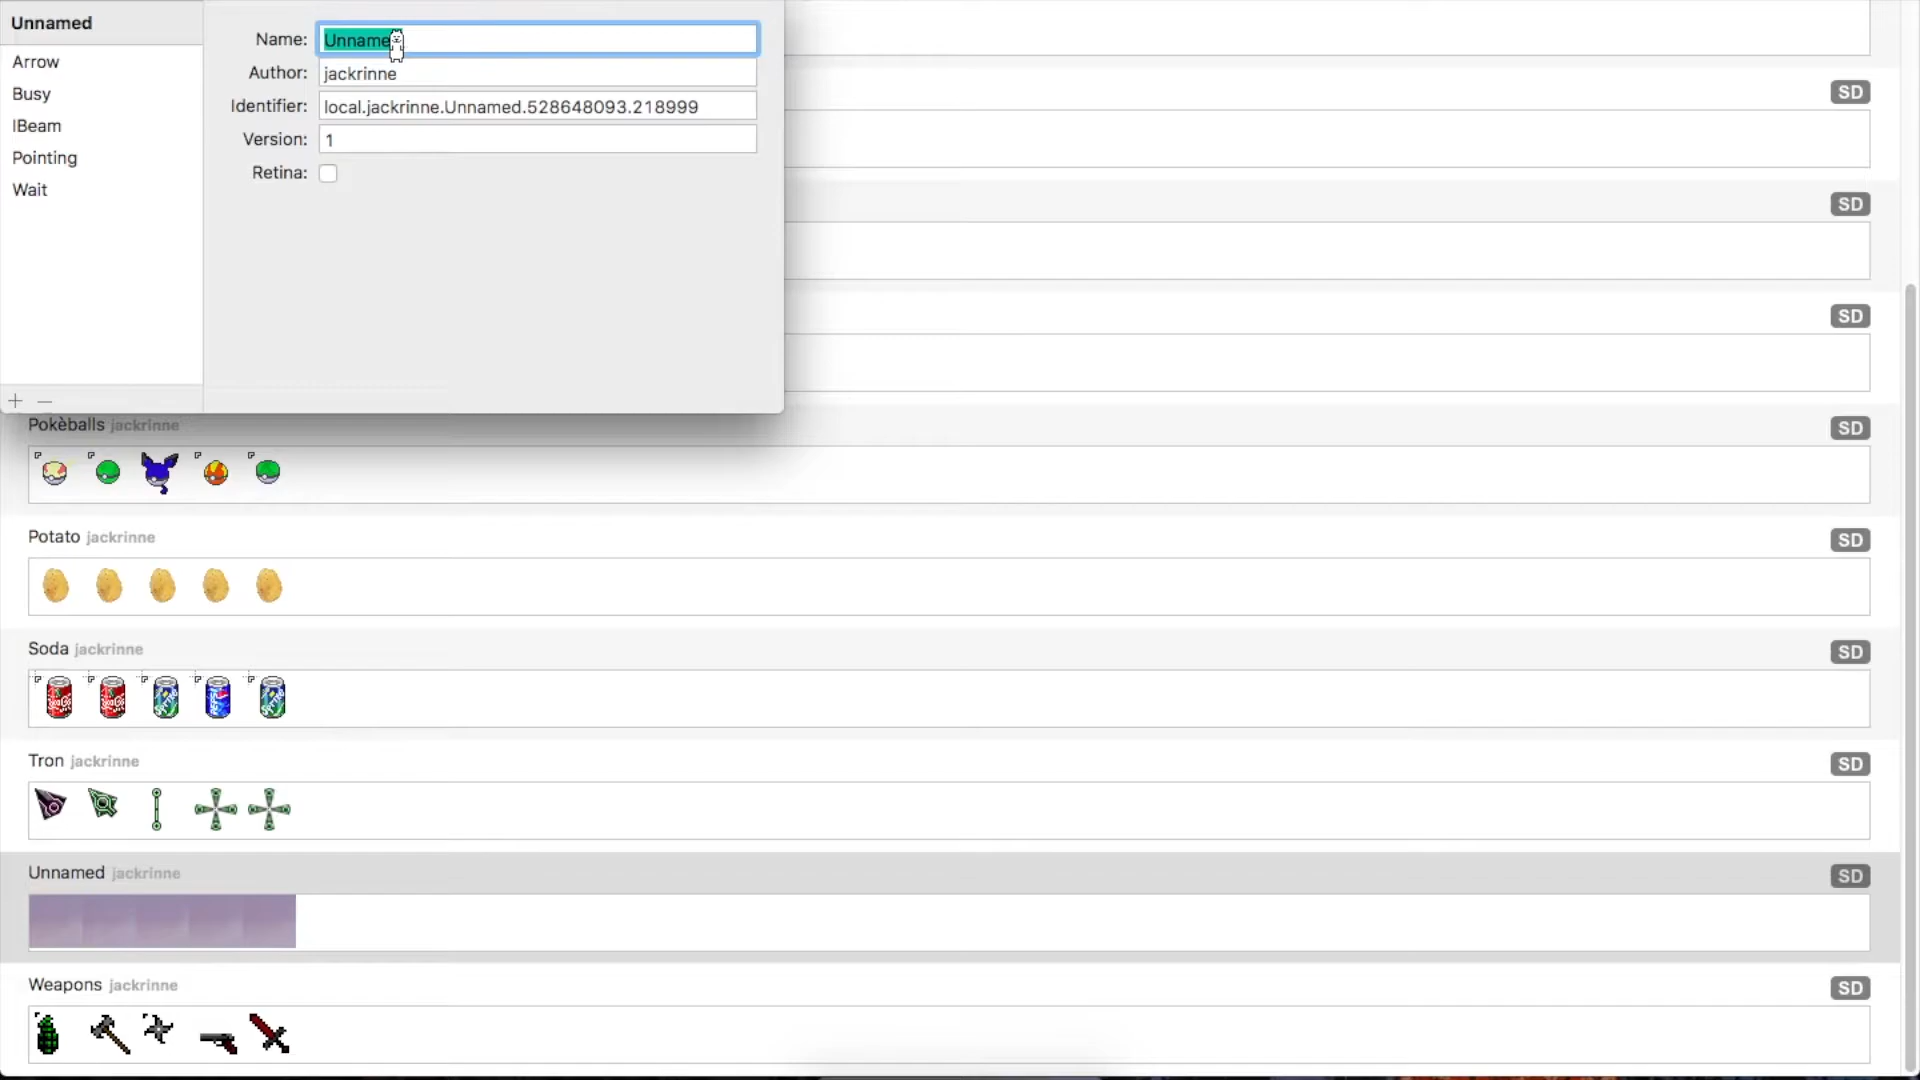 Unnamed
Arrow
Busy
IBeam
Pointing
Wait
Name: Unname
Author: jackrinne
Identifier: local.jackrinne.Unnamed.528648093.218999
Version: 1
Retina:
SD
SD
SD
Pokèballs jackrinne SD
Potato jackrinne SD
Soda jackrinne SD
Tron jackrinne SD
Unnamed jackrinne SD
Weapons jackrinne SD
SD